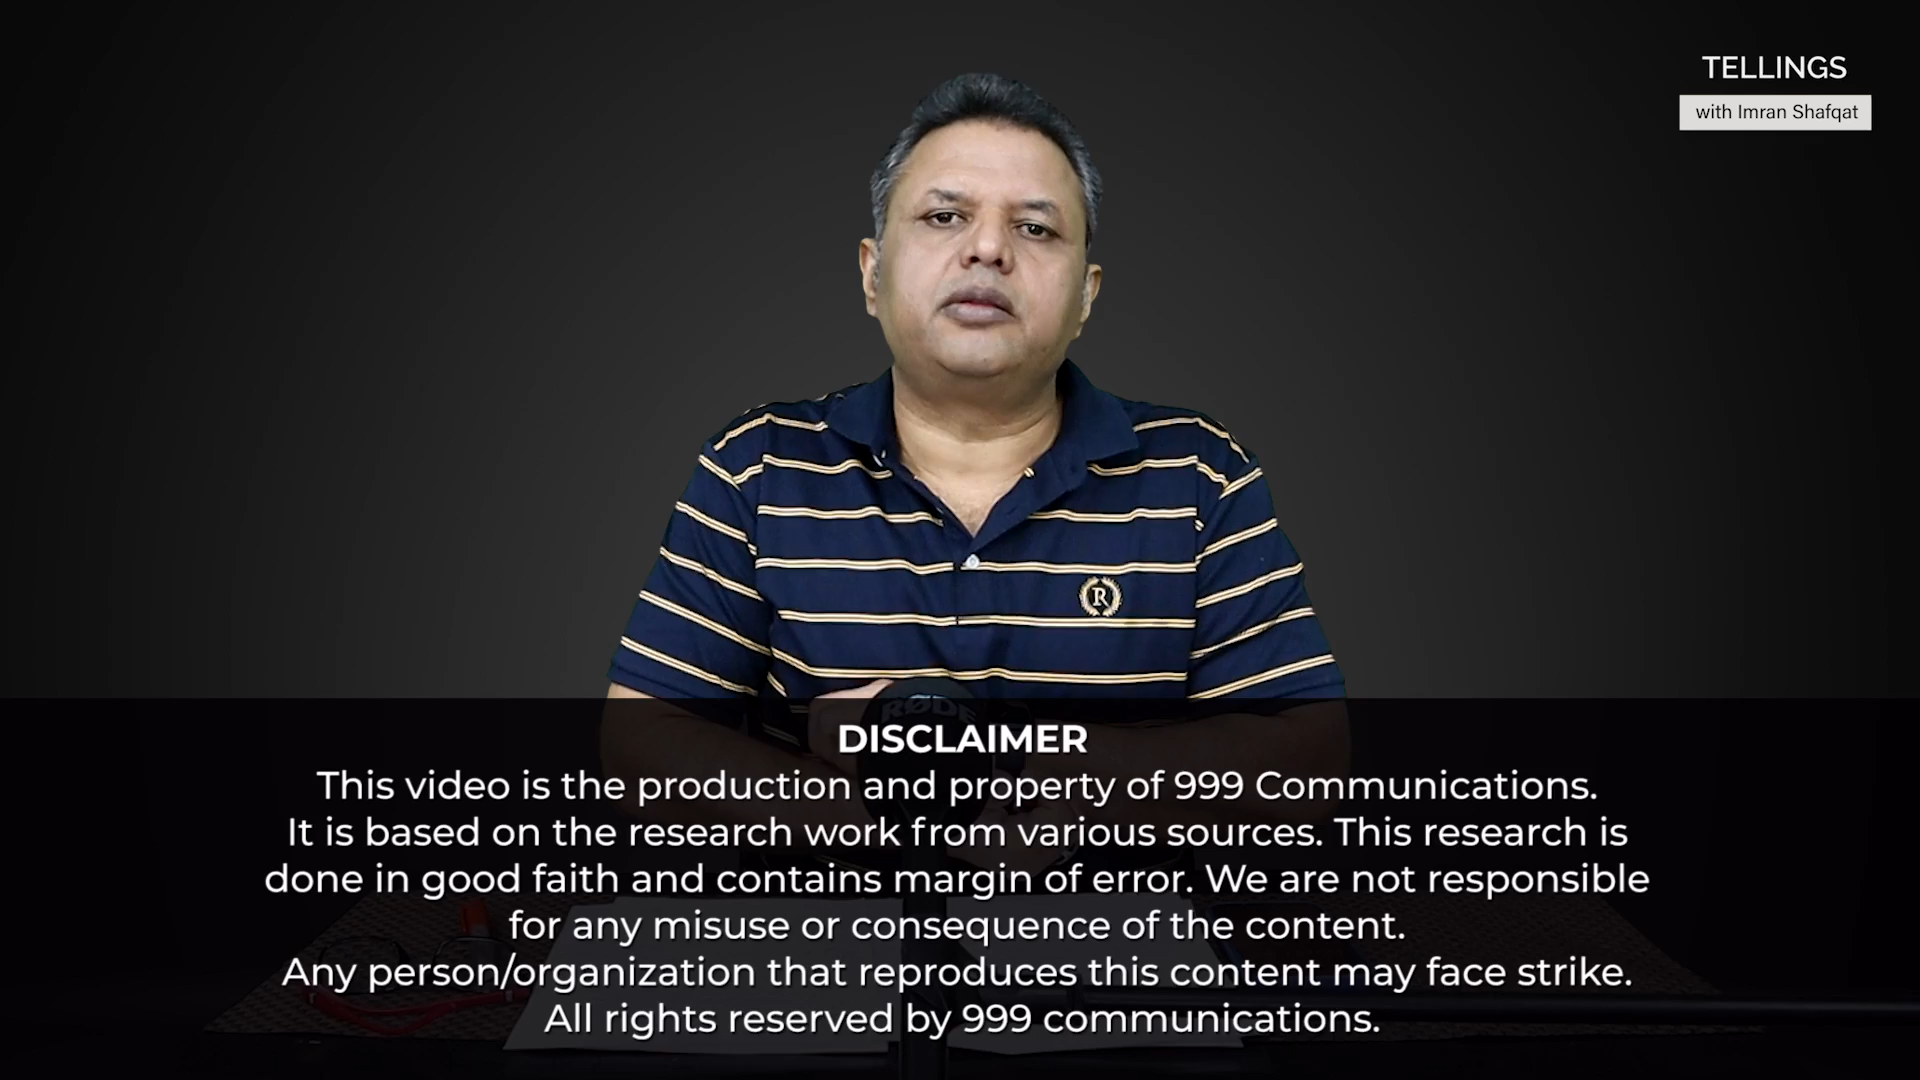 TELLINGS
with Imran Shafqat
R
RØDE
DISCLAIMER
This video is the production and property of 999 Communications.
It is based on the research work from various sources. This research is
done in good faith and contains margin of error. We are not responsible
for any misuse or consequence of the content.
Any person/organization that reproduces this content may face strike.
All rights reserved by 999 communications.